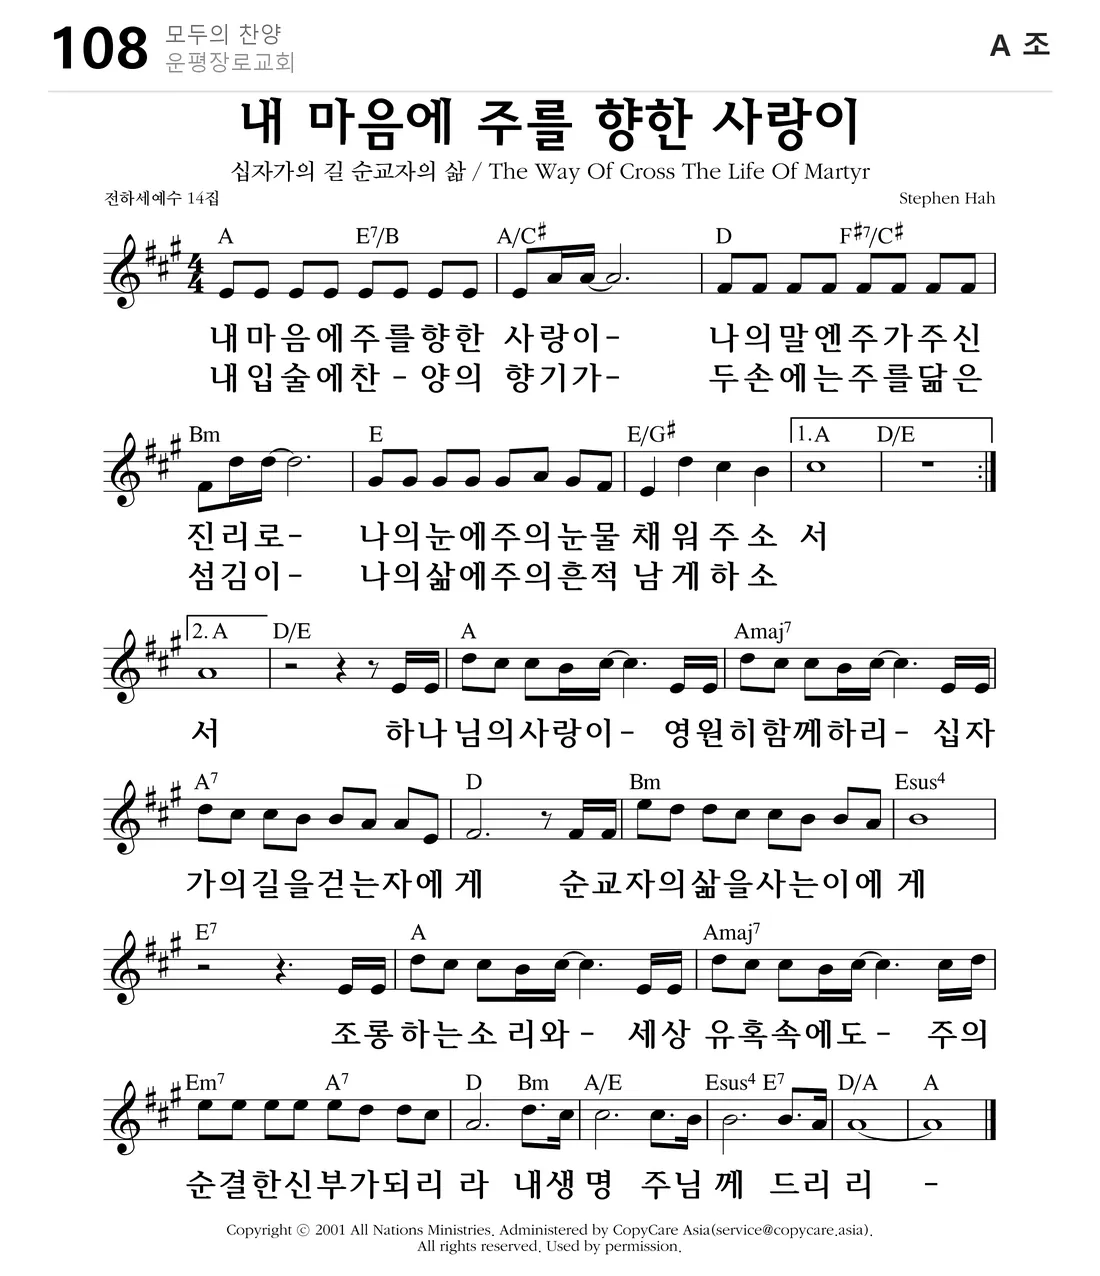 108
모두의 찬양
운평장로교회
A 조
내 마음에 주를 향한 사랑이
십자가의 길 순교자의 삶 / The Way Of Cross The Life Of Martyr
전하세예수 14집
Stephen Hah
A E7/B A/C♯ D F♯7/C♯
내마음에주를향한 사랑이- 나의말엔주가주신
내입술에찬-양의 향기가- 두손에는주를닮은
Bm E E/G♯ 1. A D/E
진리로- 나의눈에주의눈물 채워주소 서
섬김이- 나의삶에주의흔적 남게하소
2. A D/E A Amaj7
서 하나님의사랑이- 영원히함께하리- 십자
A7 D Bm Esus4
가의길을걷는자에게 순교자의삶을사는이에게
E7 A Amaj7
조롱하는소리와- 세상 유혹속에도- 주의
Em7 A7 D Bm A/E Esus4 E7 D/A A
순결한신부가되리라 내생명 주님께 드리리 -
Copyright ⓒ 2001 All Nations Ministries. Administered by CopyCare Asia(service@copycare.asia).
All rights reserved. Used by permission.